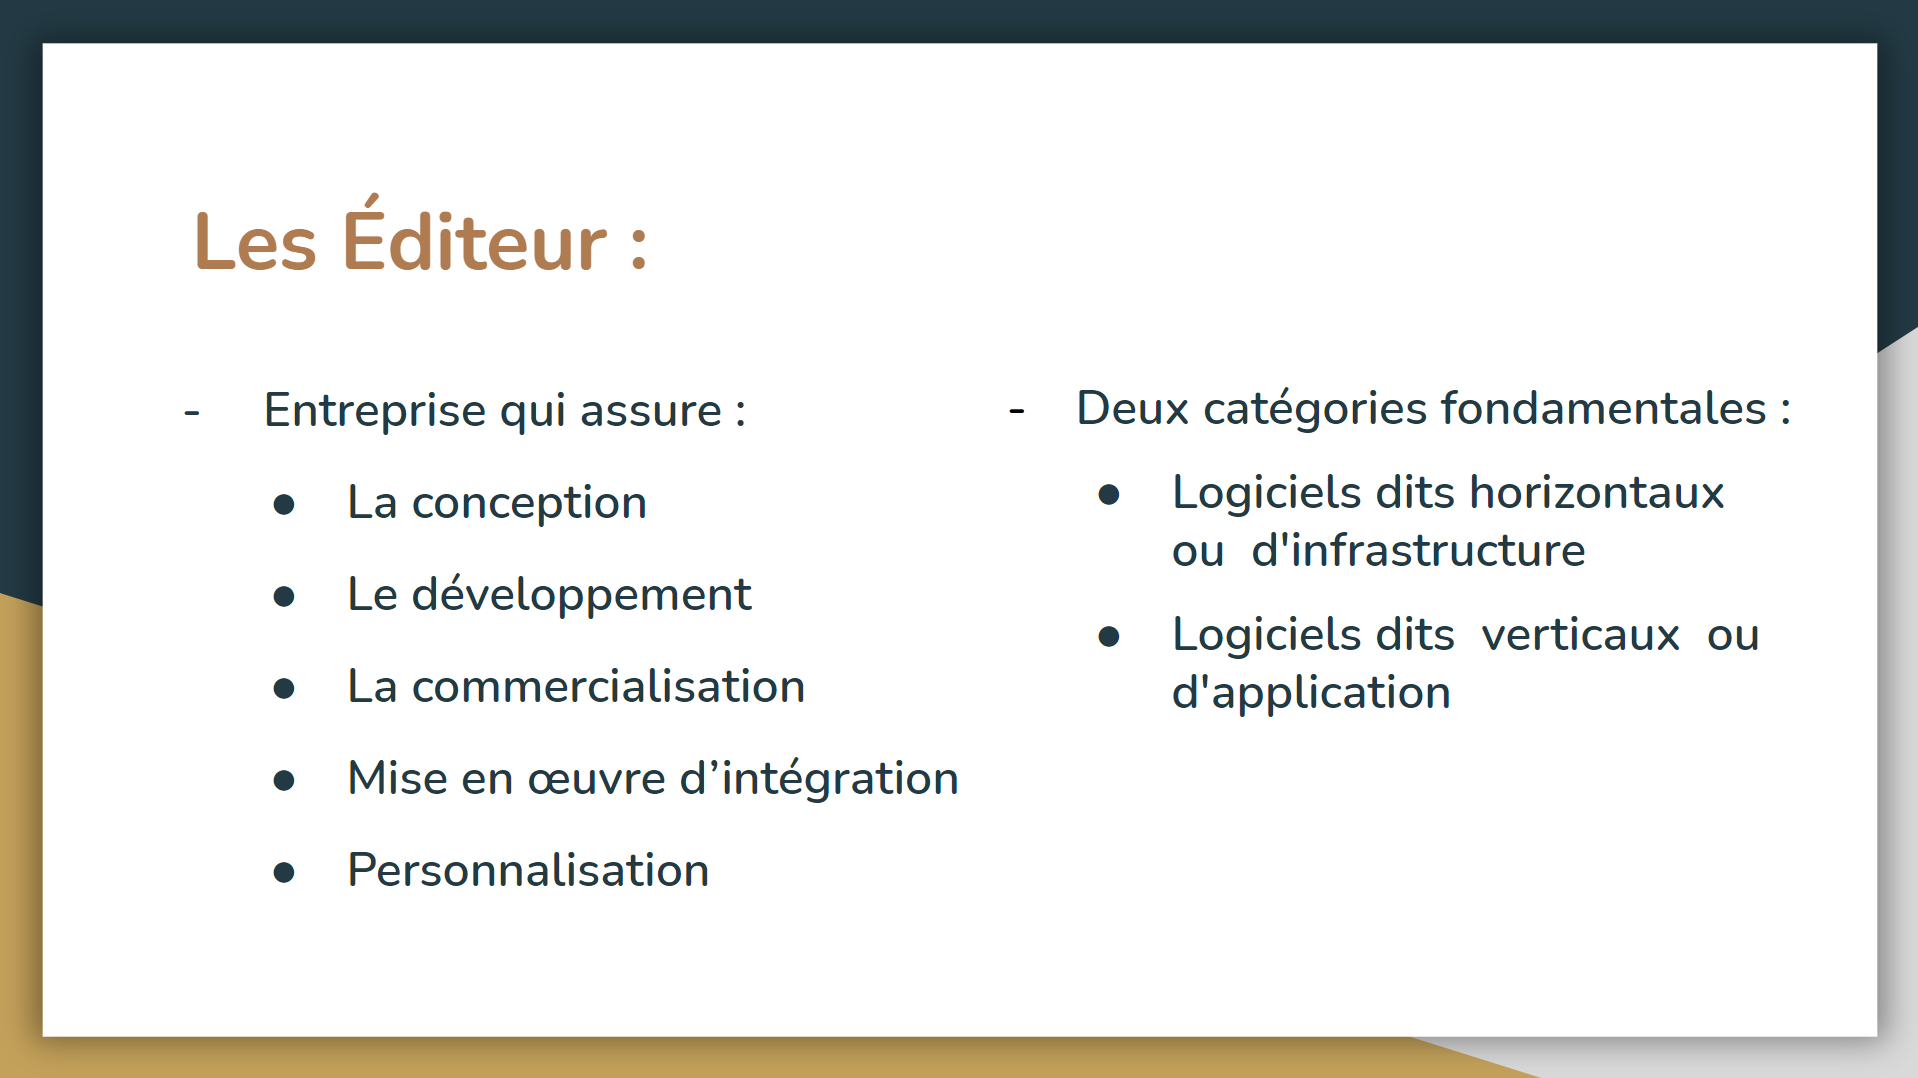 Les Éditeur :
- Entreprise qui assure :
● La conception
● Le développement
● La commercialisation
● Mise en œuvre d’intégration
● Personnalisation
- Deux catégories fondamentales :
● Logiciels dits horizontaux
ou  d'infrastructure
● Logiciels dits  verticaux  ou
d'application